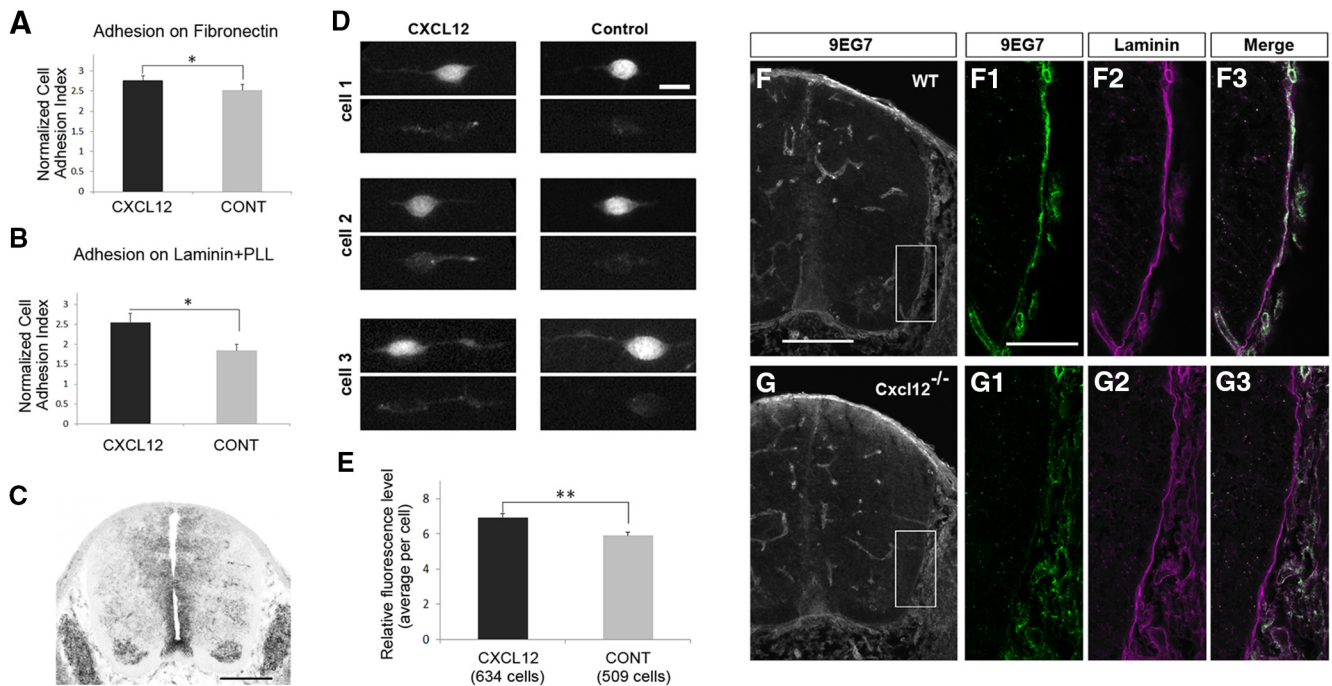 A
Adhesion on Fibronectin
*
Normalized Cell
Adhesion Index
3
2.5
2
1.5
1
0.5
0
CXCL12
CONT
B
Adhesion on Laminin+PLL
*
Normalized Cell
Adhesion Index
3
2.5
2
1.5
1
0.5
0
CXCL12
CONT
C
D
CXCL12
Control
cell 1
cell 2
cell 3
E
**
Relative fluorescence level
(average per cell)
8
6
4
2
0
CXCL12
(634 cells)
CONT
(509 cells)
9EG7
9EG7
Laminin
Merge
F
WT
F1
F2
F3
G
Cxcl12-/-
G1
G2
G3